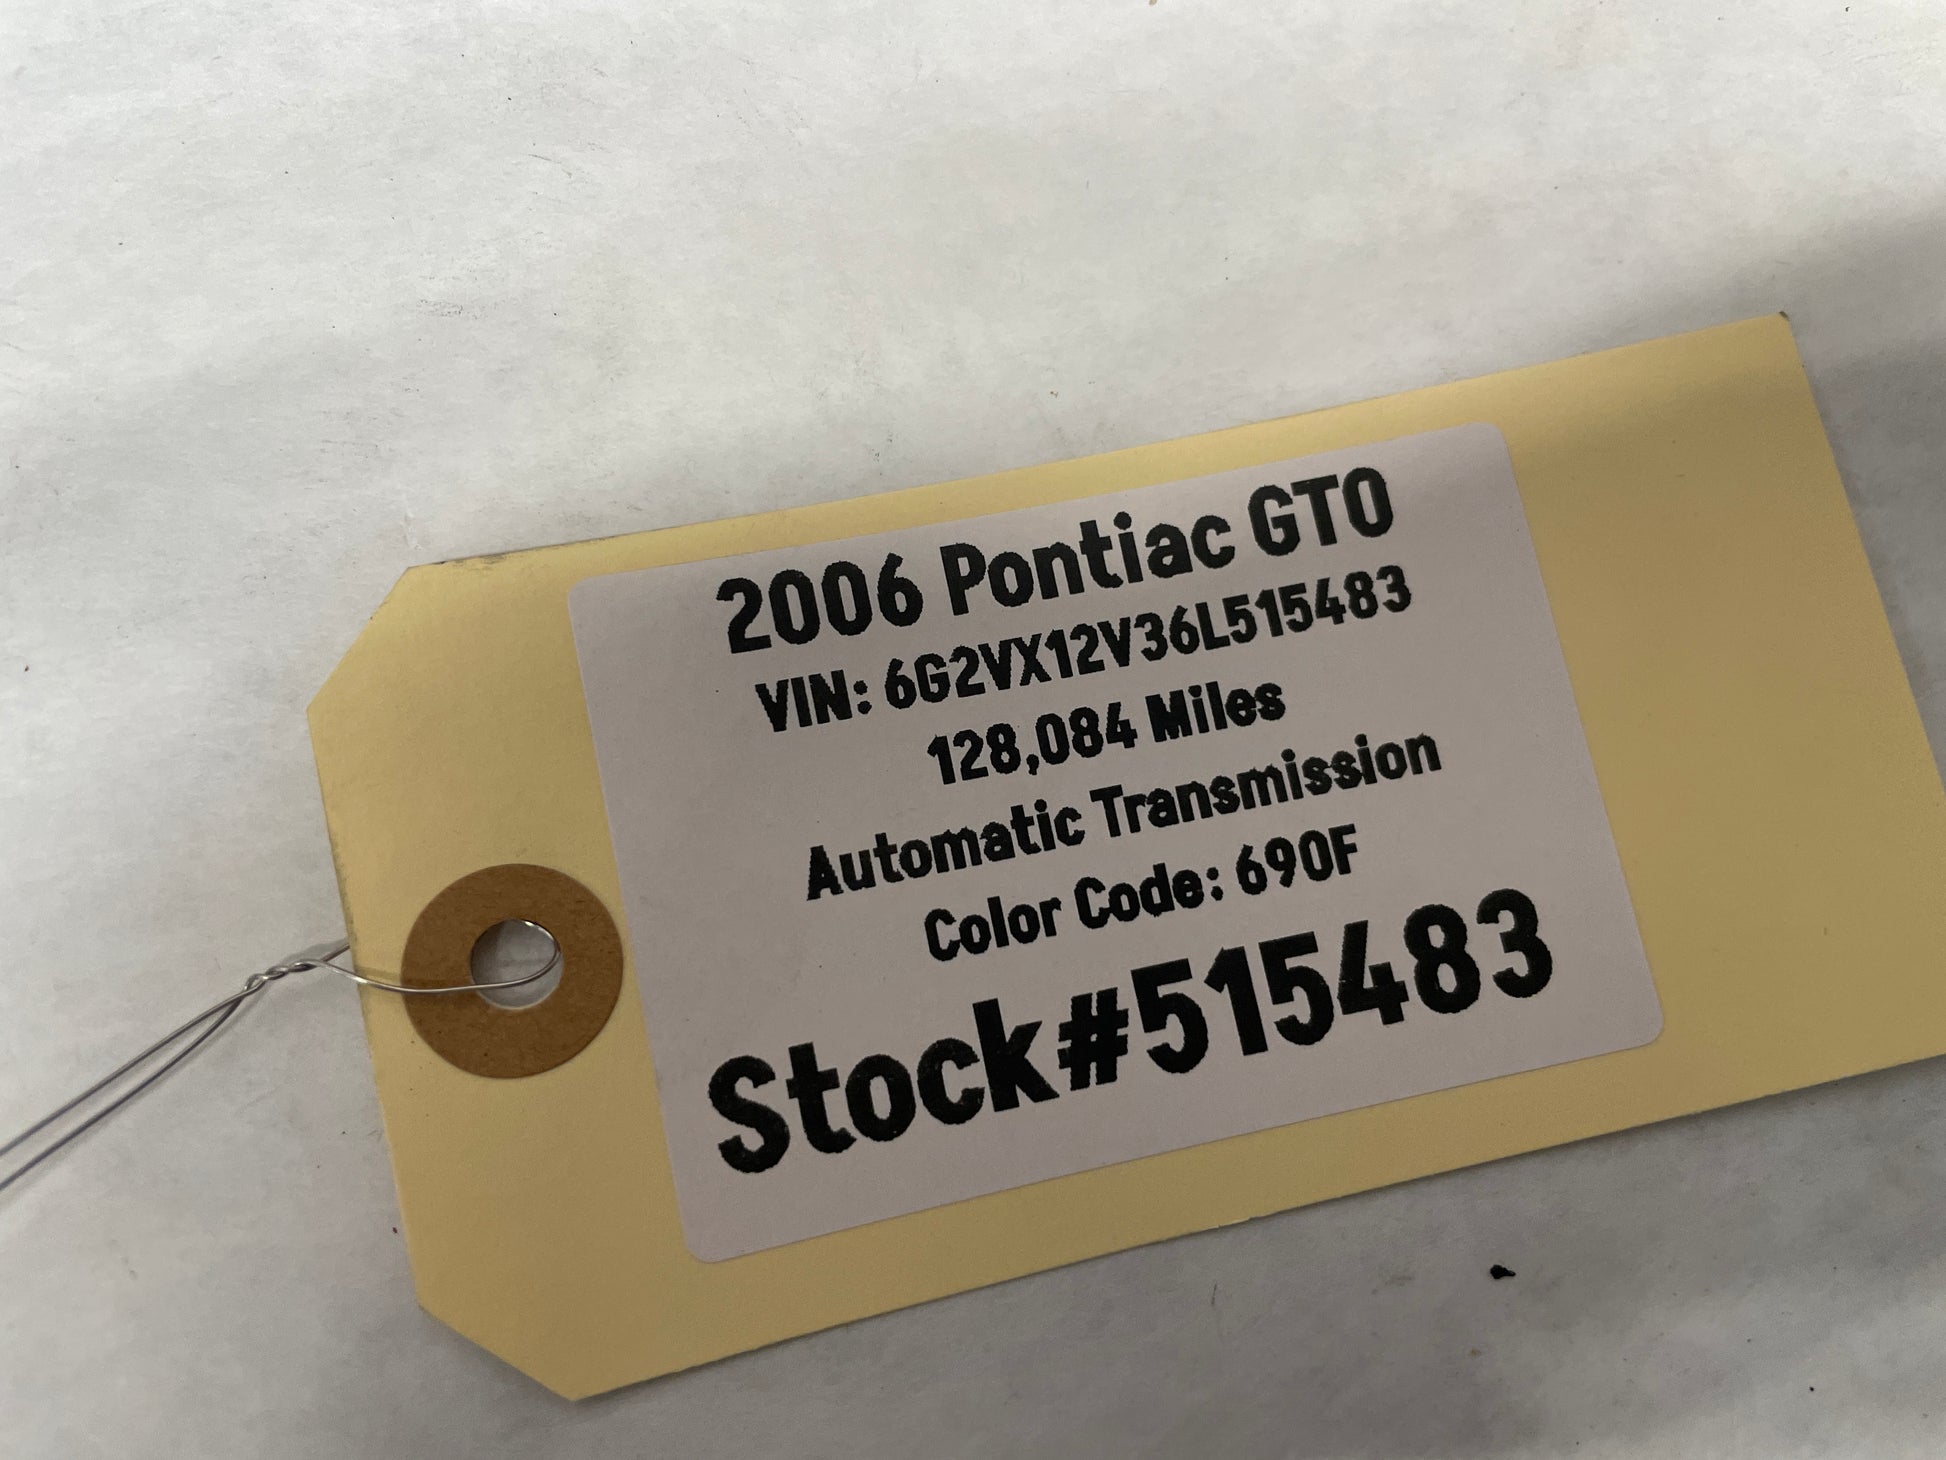 2006 Pontiac GTO
VIN: 6G2VX12V36L515483
128,084 Miles
Automatic Transmission
Color Code: 690F
Stock#515483